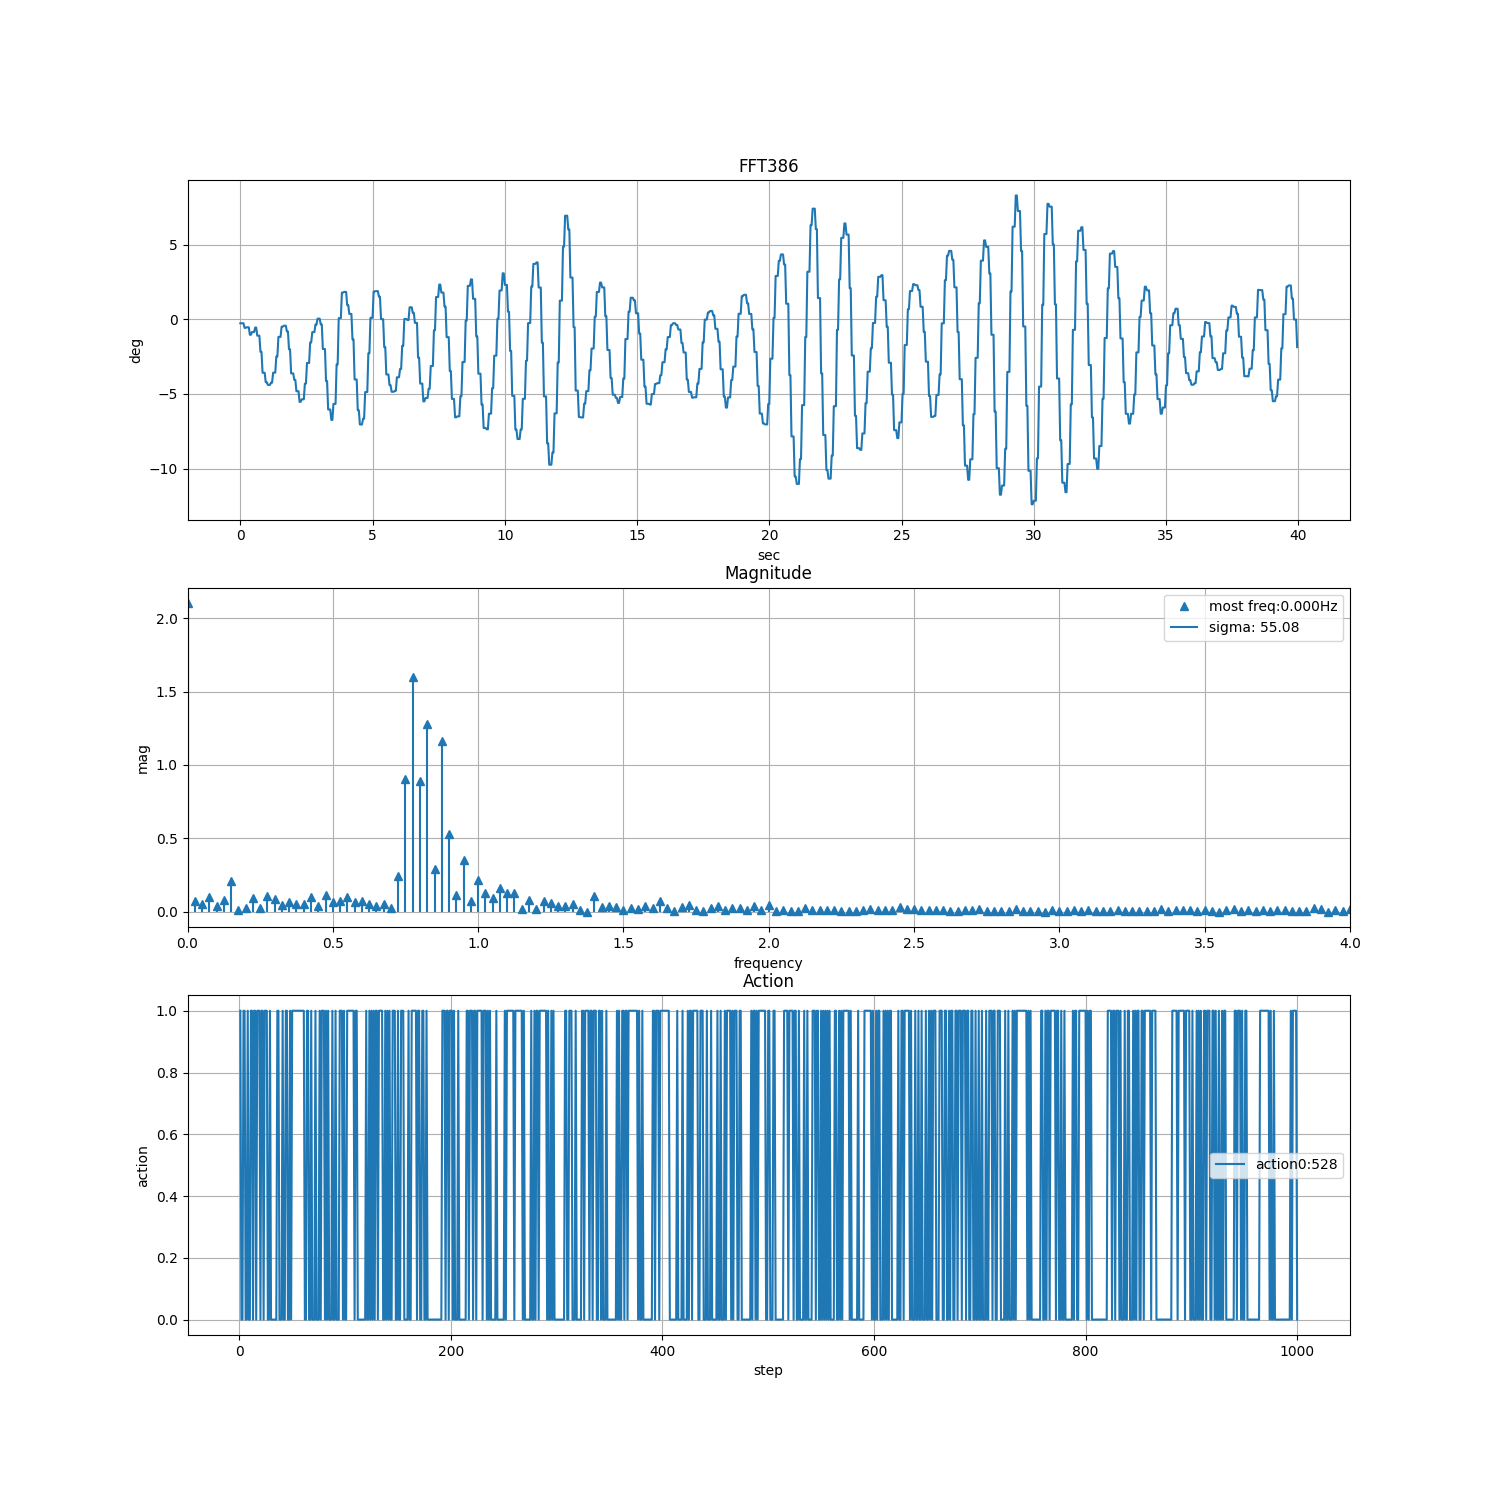 FFT386
5
0
−5
−10
deg
0 5 10 15 20 25 30 35 40
sec
Magnitude
most freq:0.000Hz
sigma: 55.08
2.0
1.5
1.0
0.5
0.0
mag
0.0 0.5 1.0 1.5 2.0 2.5 3.0 3.5 4.0
frequency
Action
1.0
0.8
0.6
0.4
0.2
0.0
action
action0:528
0 200 400 600 800 1000
step